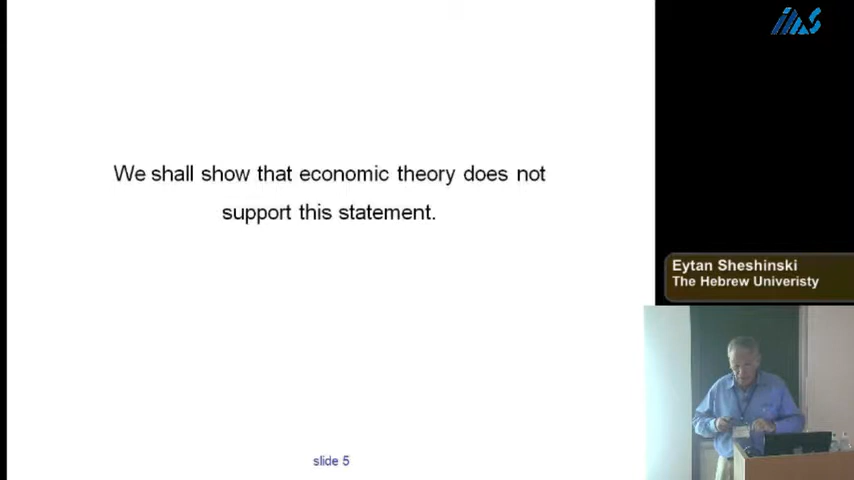 We shall show that economic theory does not
support this statement.
slide 5
IIAS
Eytan Sheshinski
The Hebrew Univeristy